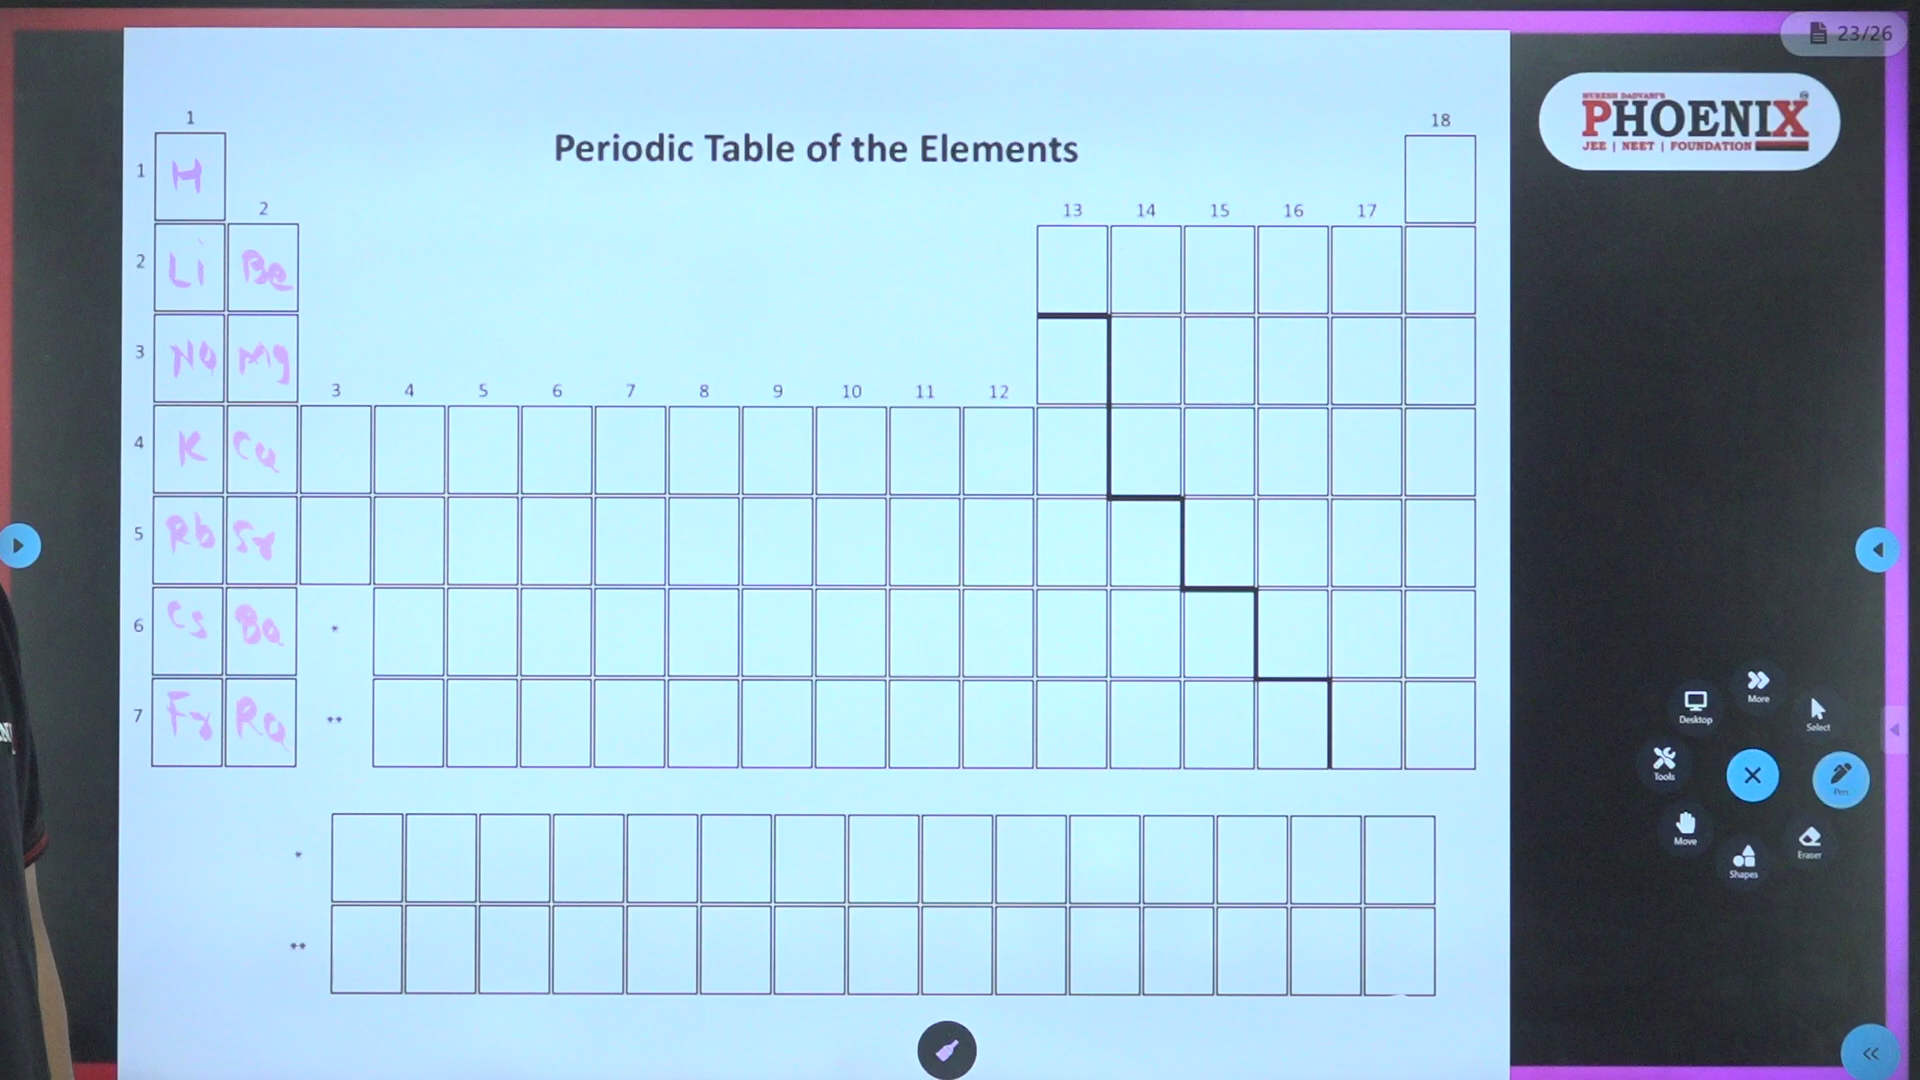 23/26
MUKESH DADVANI'S
PHOENIX
JEE | NEET | FOUNDATION
Periodic Table of the Elements
1 18
1 H
2 13 14 15 16 17
2 Li Be
3 Na Mg
3 4 5 6 7 8 9 10 11 12
4 K Ca
5 Rb Sr
6 Cs Ba *
7 Fr Ra **
*
**
More
Desktop
Select
Tools
Pen
Move
Eraser
Shapes